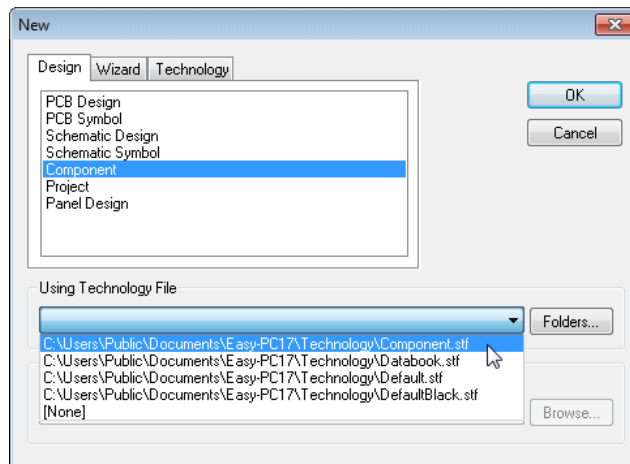 New
Design Wizard Technology
PCB Design
PCB Symbol
Schematic Design
Schematic Symbol
Component
Project
Panel Design
OK
Cancel
Using Technology File
Folders...
C:\Users\Public\Documents\Easy-PC17\Technology\Component.stf
C:\Users\Public\Documents\Easy-PC17\Technology\Databook.stf
C:\Users\Public\Documents\Easy-PC17\Technology\Default.stf
C:\Users\Public\Documents\Easy-PC17\Technology\DefaultBlack.stf
[None]
Browse...